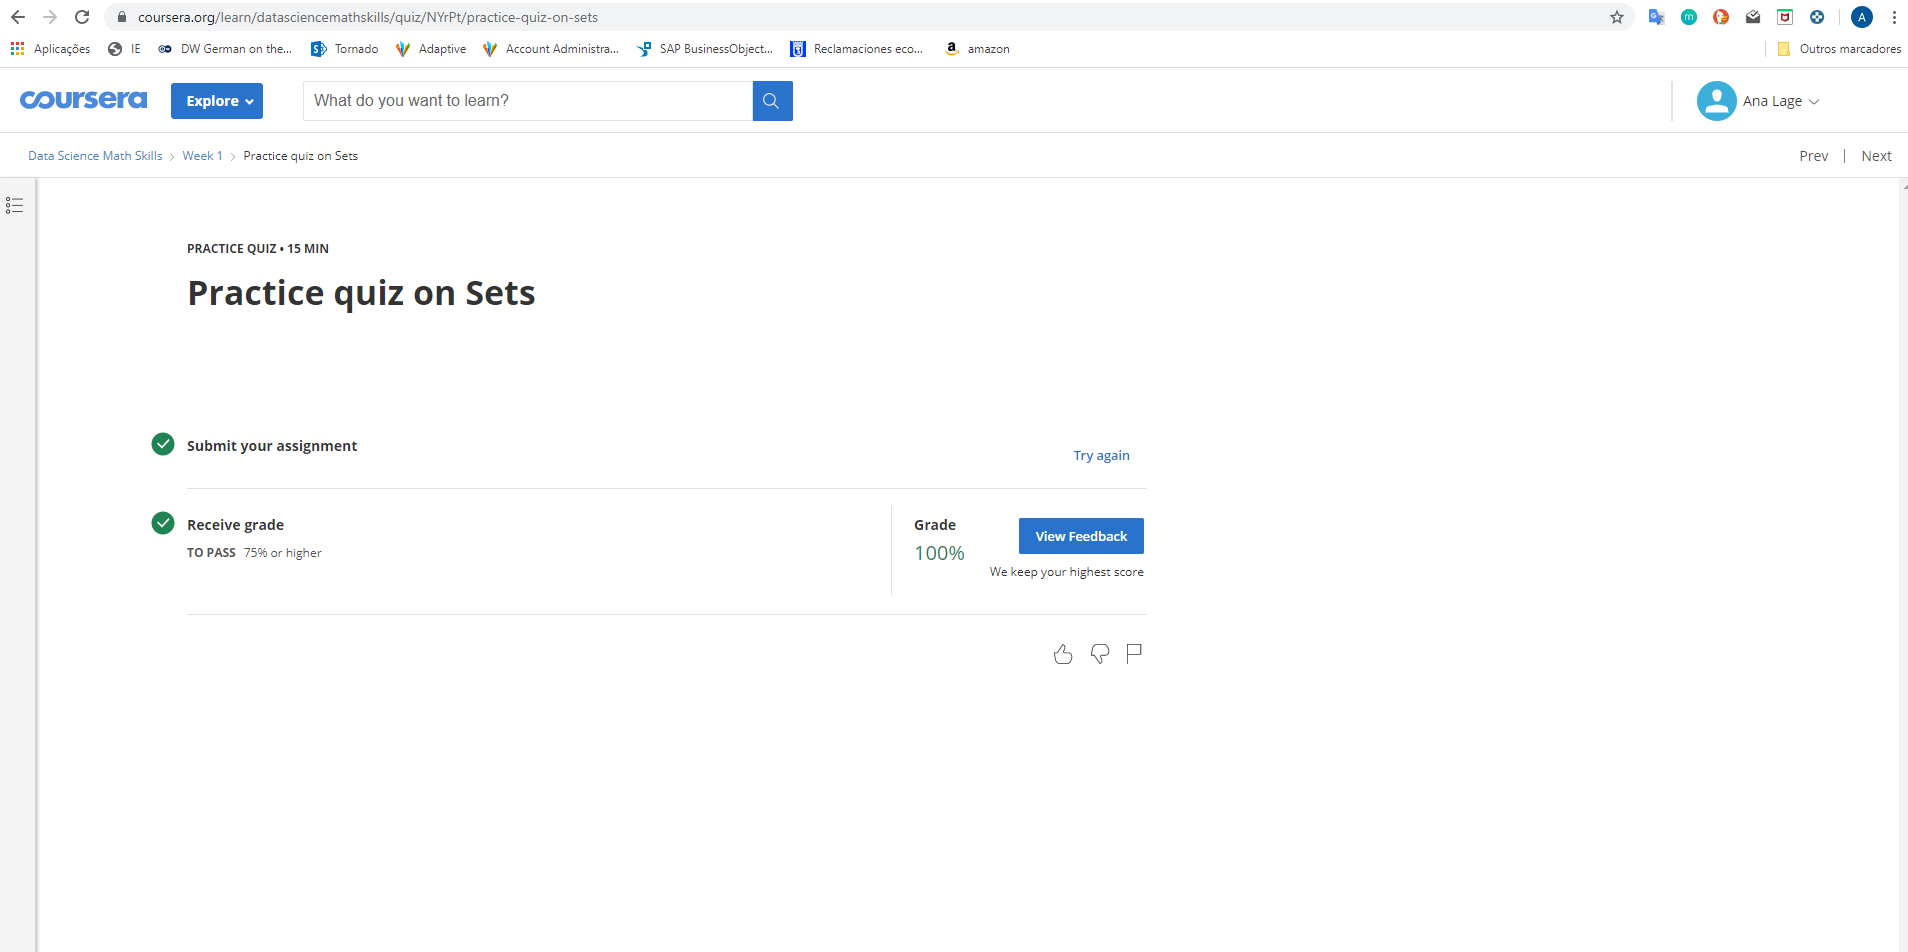 coursera.org/learn/datasciencemathskills/quiz/NYrPt/practice-quiz-on-sets
A
Aplicações IE DW German on the... Tornado Adaptive Account Administra... SAP BusinessObject... Reclamaciones eco... amazon Outros marcadores
coursera Explore What do you want to learn? Ana Lage
Data Science Math Skills > Week 1 > Practice quiz on Sets Prev | Next
PRACTICE QUIZ • 15 MIN
Practice quiz on Sets
Submit your assignment
Try again
Receive grade Grade
View Feedback
TO PASS 75% or higher 100%
We keep your highest score